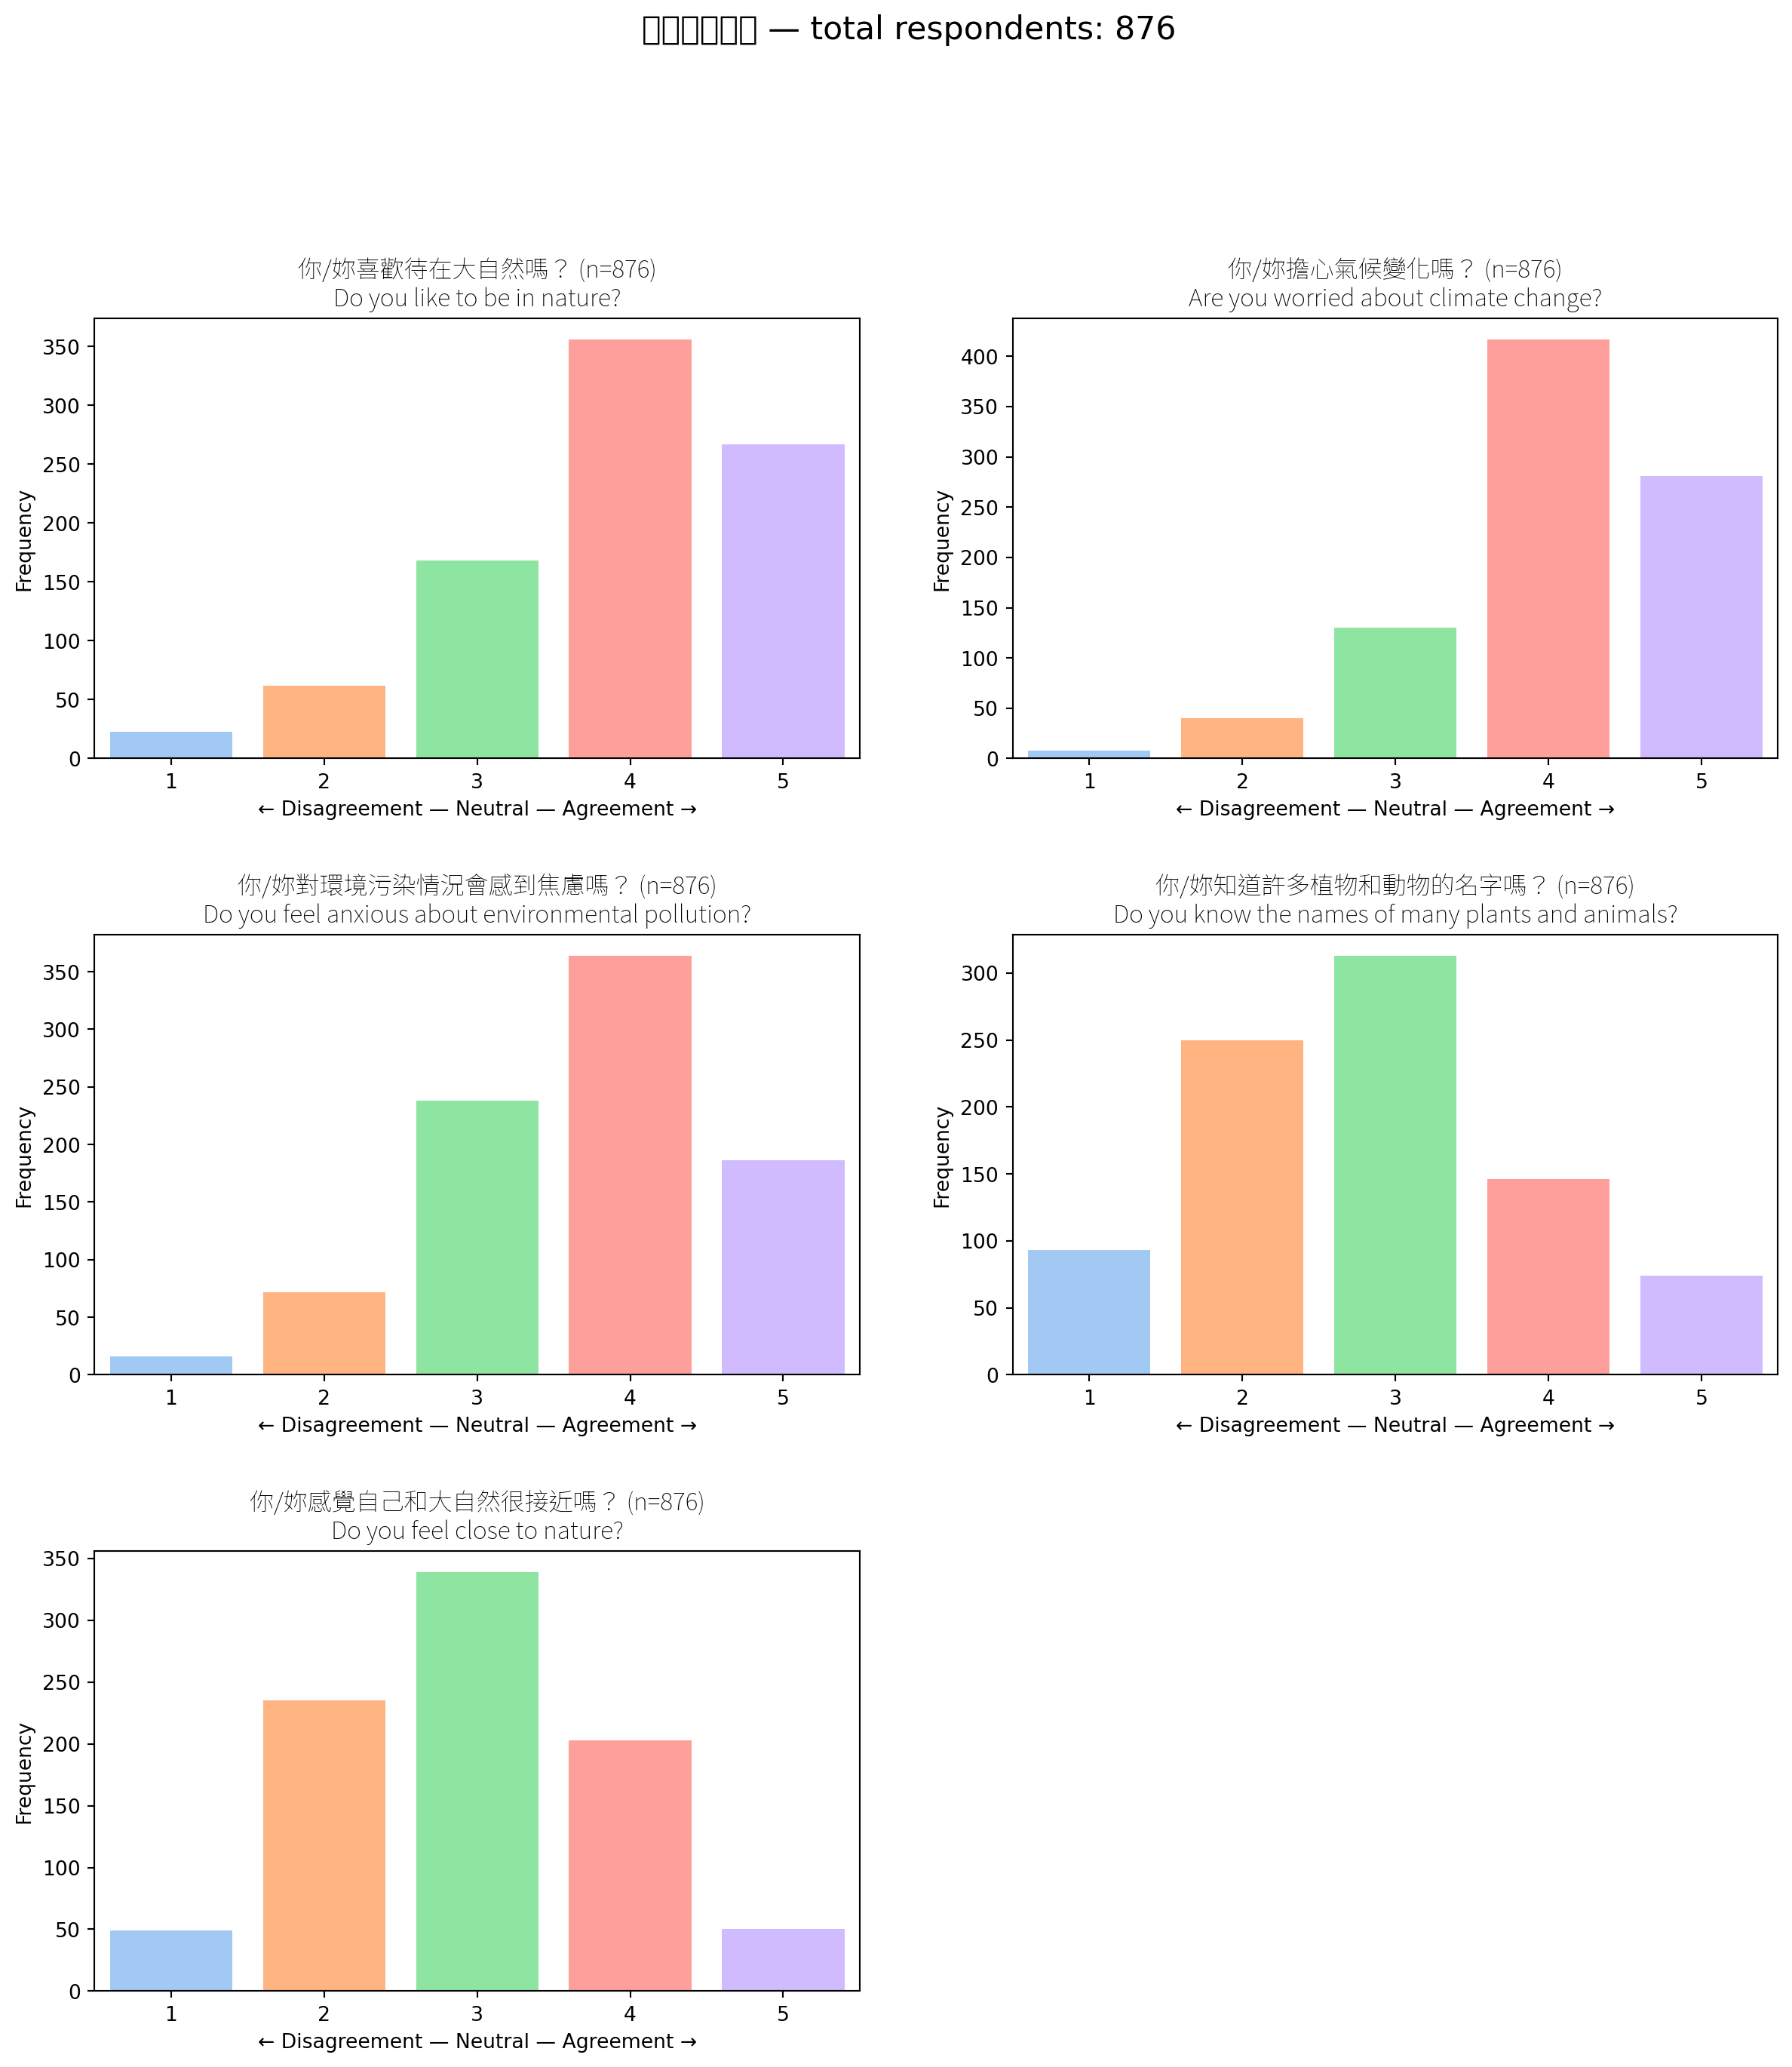 — total respondents: 876
你/妳喜歡待在大自然嗎？ (n=876)
Do you like to be in nature?
Frequency
350
300
250
200
150
100
50
0
1 2 3 4 5
← Disagreement — Neutral — Agreement →
你/妳擔心氣候變化嗎？ (n=876)
Are you worried about climate change?
Frequency
400
350
300
250
200
150
100
50
0
1 2 3 4 5
← Disagreement — Neutral — Agreement →
你/妳對環境污染情況會感到焦慮嗎？ (n=876)
Do you feel anxious about environmental pollution?
Frequency
350
300
250
200
150
100
50
0
1 2 3 4 5
← Disagreement — Neutral — Agreement →
你/妳知道許多植物和動物的名字嗎？ (n=876)
Do you know the names of many plants and animals?
Frequency
300
250
200
150
100
50
0
1 2 3 4 5
← Disagreement — Neutral — Agreement →
你/妳感覺自己和大自然很接近嗎？ (n=876)
Do you feel close to nature?
Frequency
350
300
250
200
150
100
50
0
1 2 3 4 5
← Disagreement — Neutral — Agreement →